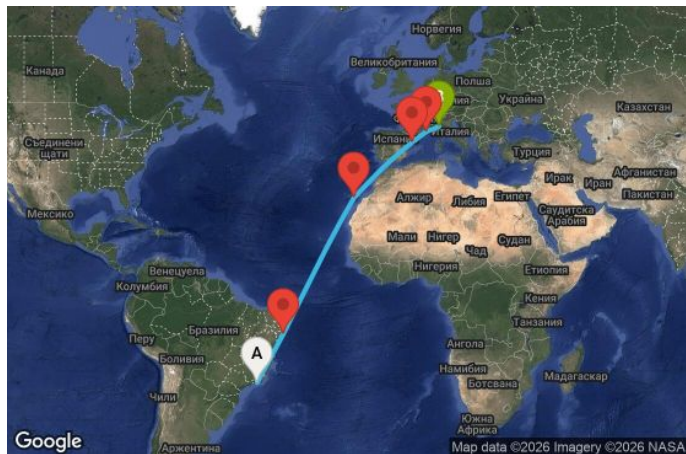 Норвегия
Канада
Великобритания
Полша
Украйна
Казахстан
Италия
Съединени
щати
Турция
Афганистан
Ирак
Иран
Пакистан
Мексико
Алжир
Либия
Египет
Саудитска
Арабия
Мали
Нигер
Судан
Чад
Венецуела
Нигерия
Етиопия
Колумбия
Кения
Бразилия
Танзания
Перу
A
Ангола
Боливия
Намибия
Мадагаскар
Ботсвана
Чили
Южна
Африка
Google
Аржентина
Map data ©2026 Imagery ©2026 NASA